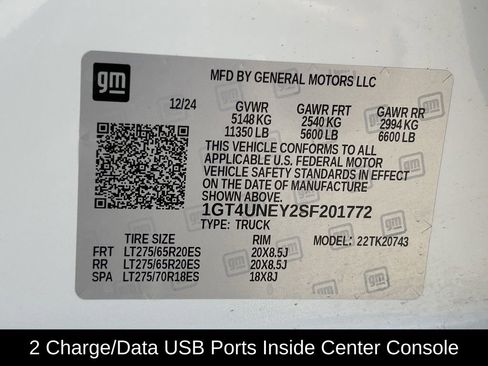 gm
MFD BY GENERAL MOTORS LLC
12/24 GVWR GAWR FRT GAWR RR
5148 KG 2540 KG 2994 KG
11350 LB 5600 LB 6600 LB
THIS VEHICLE CONFORMS TO ALL
APPLICABLE U.S. FEDERAL MOTOR
VEHICLE SAFETY STANDARDS IN EFFECT
ON THE DATE OF MANUFACTURE
SHOWN ABOVE.
1GT4UNEY2SF201772
TYPE: TRUCK
TIRE SIZE RIM MODEL: 22TK20743
FRT LT275/65R20ES 20X8.5J
RR LT275/65R20ES 20X8.5J
SPA LT275/70R18ES 18X8J
2 Charge/Data USB Ports Inside Center Console